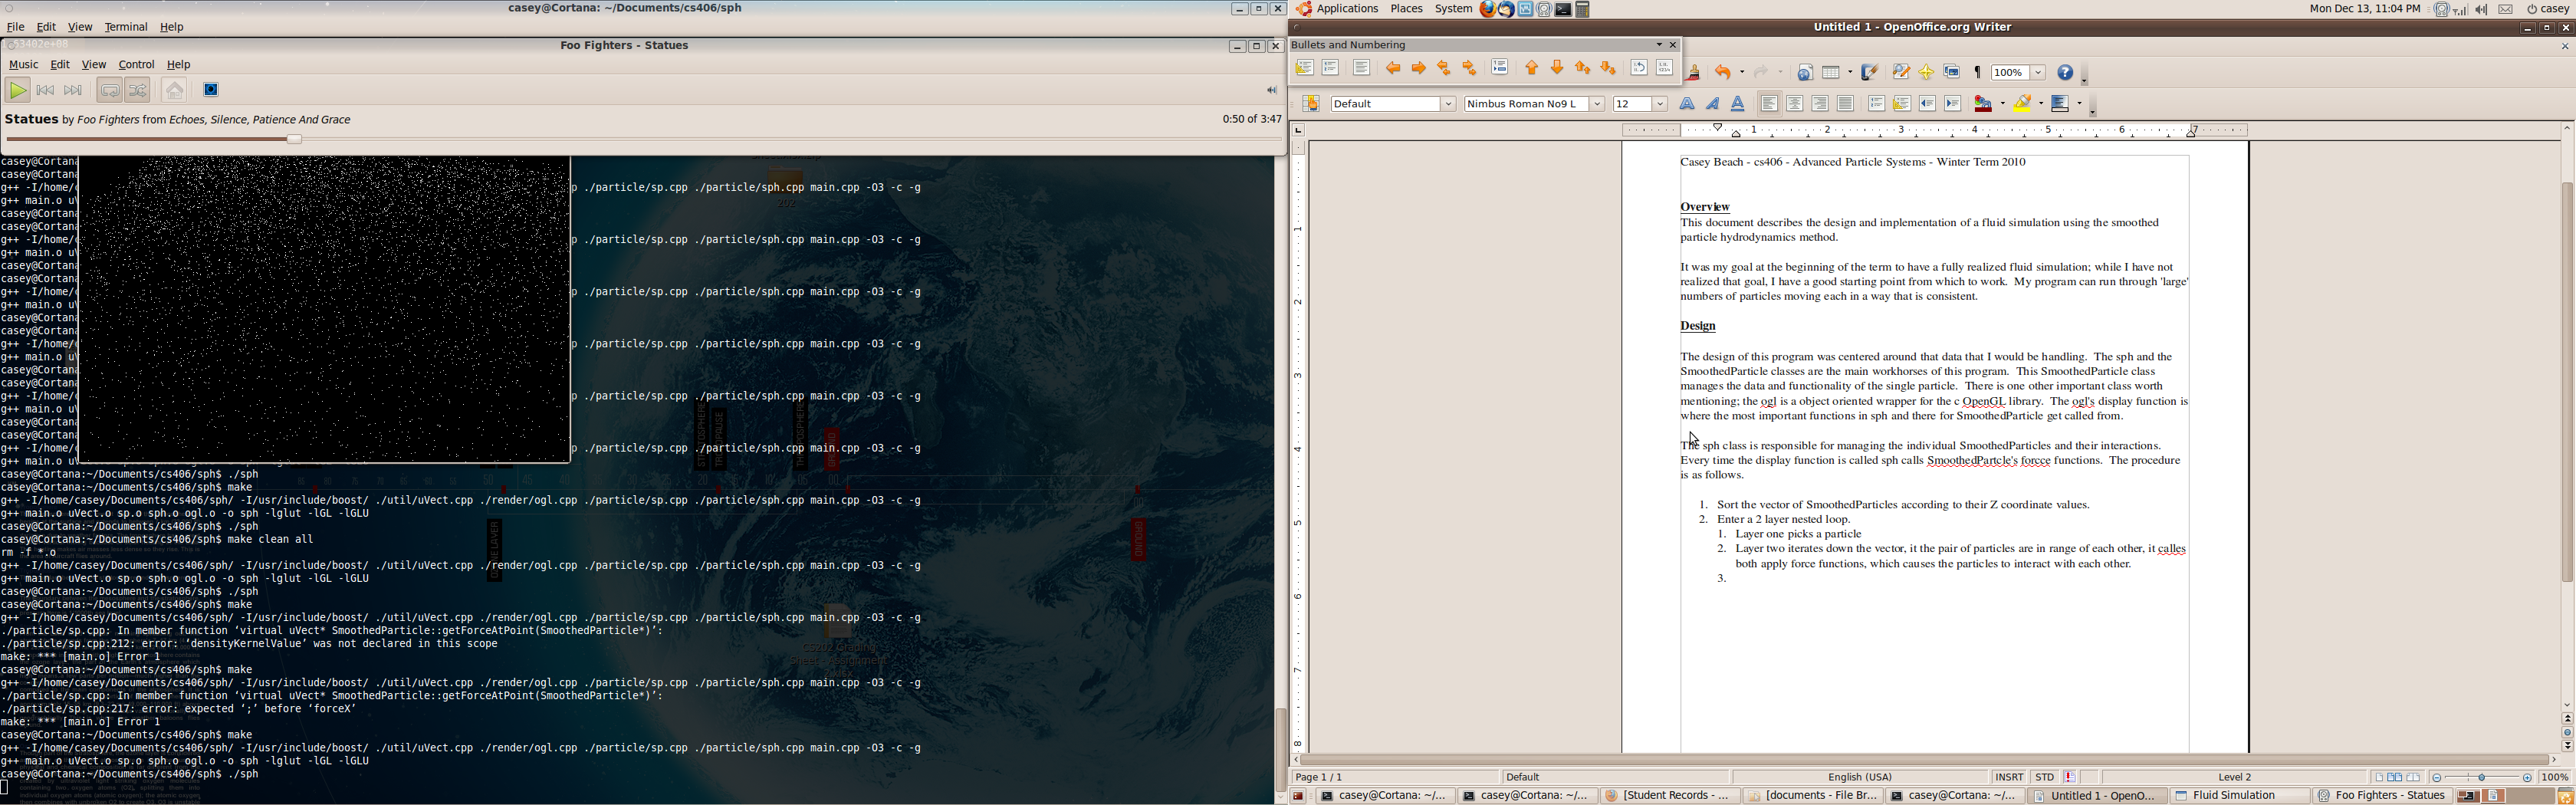 casey@Cortana: ~/Documents/cs406/sph
File Edit View Terminal Help
Foo Fighters - Statues
Music Edit View Control Help
Statues by Foo Fighters from Echoes, Silence, Patience And Grace
0:50 of 3:47
casey@Cortana
casey@Cortana
g++ -I/home/c p ./particle/sp.cpp ./particle/sph.cpp main.cpp -O3 -c -g
g++ main.o uV
casey@Cortana
casey@Cortana
g++ -I/home/c p ./particle/sp.cpp ./particle/sph.cpp main.cpp -O3 -c -g
g++ main.o uV
casey@Cortana
casey@Cortana
g++ -I/home/c p ./particle/sp.cpp ./particle/sph.cpp main.cpp -O3 -c -g
g++ main.o uV
casey@Cortana
casey@Cortana
g++ -I/home/c p ./particle/sp.cpp ./particle/sph.cpp main.cpp -O3 -c -g
g++ main.o uV
casey@Cortana
casey@Cortana
g++ -I/home/c p ./particle/sp.cpp ./particle/sph.cpp main.cpp -O3 -c -g
g++ main.o uV
casey@Cortana
casey@Cortana
g++ -I/home/c p ./particle/sp.cpp ./particle/sph.cpp main.cpp -O3 -c -g
casey@Cortana:~/Documents/cs406/sph$ ./sph
casey@Cortana:~/Documents/cs406/sph$ make
g++ -I/home/casey/Documents/cs406/sph/ -I/usr/include/boost/ ./util/uVect.cpp ./render/ogl.cpp ./particle/sp.cpp ./particle/sph.cpp main.cpp -O3 -c -g
g++ main.o uVect.o sp.o sph.o ogl.o -o sph -lglut -lGL -lGLU
casey@Cortana:~/Documents/cs406/sph$ ./sph
casey@Cortana:~/Documents/cs406/sph$ make clean all
rm -f *.o
g++ -I/home/casey/Documents/cs406/sph/ -I/usr/include/boost/ ./util/uVect.cpp ./render/ogl.cpp ./particle/sp.cpp ./particle/sph.cpp main.cpp -O3 -c -g
g++ main.o uVect.o sp.o sph.o ogl.o -o sph -lglut -lGL -lGLU
casey@Cortana:~/Documents/cs406/sph$ ./sph
casey@Cortana:~/Documents/cs406/sph$ make
g++ -I/home/casey/Documents/cs406/sph/ -I/usr/include/boost/ ./util/uVect.cpp ./render/ogl.cpp ./particle/sp.cpp ./particle/sph.cpp main.cpp -O3 -c -g
./particle/sp.cpp: In member function ‘virtual uVect* SmoothedParticle::getForceAtPoint(SmoothedParticle*)’:
./particle/sp.cpp:212: error: ‘densityKernelValue’ was not declared in this scope
make: *** [main.o] Error 1
casey@Cortana:~/Documents/cs406/sph$ make
g++ -I/home/casey/Documents/cs406/sph/ -I/usr/include/boost/ ./util/uVect.cpp ./render/ogl.cpp ./particle/sp.cpp ./particle/sph.cpp main.cpp -O3 -c -g
./particle/sp.cpp: In member function ‘virtual uVect* SmoothedParticle::getForceAtPoint(SmoothedParticle*)’:
./particle/sp.cpp:217: error: expected ‘;’ before ‘forceX’
make: *** [main.o] Error 1
casey@Cortana:~/Documents/cs406/sph$ make
g++ -I/home/casey/Documents/cs406/sph/ -I/usr/include/boost/ ./util/uVect.cpp ./render/ogl.cpp ./particle/sp.cpp ./particle/sph.cpp main.cpp -O3 -c -g
g++ main.o uVect.o sp.o sph.o ogl.o -o sph -lglut -lGL -lGLU
casey@Cortana:~/Documents/cs406/sph$ ./sph
Applications Places System
Mon Dec 13, 11:04 PM casey
Untitled 1 - OpenOffice.org Writer
Bullets and Numbering
100%
Default Nimbus Roman No9 L 12
1 2 3 4 5 6 7
Casey Beach - cs406 - Advanced Particle Systems - Winter Term 2010
Overview
This document describes the design and implementation of a fluid simulation using the smoothed
particle hydrodynamics method.
It was my goal at the beginning of the term to have a fully realized fluid simulation; while I have not
realized that goal, I have a good starting point from which to work. My program can run through 'large'
numbers of particles moving each in a way that is consistent.
Design
The design of this program was centered around that data that I would be handling. The sph and the
SmoothedParticle classes are the main workhorses of this program. This SmoothedParticle class
manages the data and functionality of the single particle. There is one other important class worth
mentioning; the ogl is a object oriented wrapper for the c OpenGL library. The ogl's display function is
where the most important functions in sph and there for SmoothedParticle get called from.
The sph class is responsible for managing the individual SmoothedParticles and their interactions.
Every time the display function is called sph calls SmoothedPartcle's forcce functions. The procedure
is as follows.
1. Sort the vector of SmoothedParticles according to their Z coordinate values.
2. Enter a 2 layer nested loop.
1. Layer one picks a particle
2. Layer two iterates down the vector, it the pair of particles are in range of each other, it calles
both apply force functions, which causes the particles to interact with each other.
3.
Page 1 / 1 Default English (USA) INSRT STD Level 2 100%
casey@Cortana: ~/... casey@Cortana: ~/... [Student Records - ... [documents - File Br... casey@Cortana: ~/... Untitled 1 - OpenO... Fluid Simulation Foo Fighters - Statues